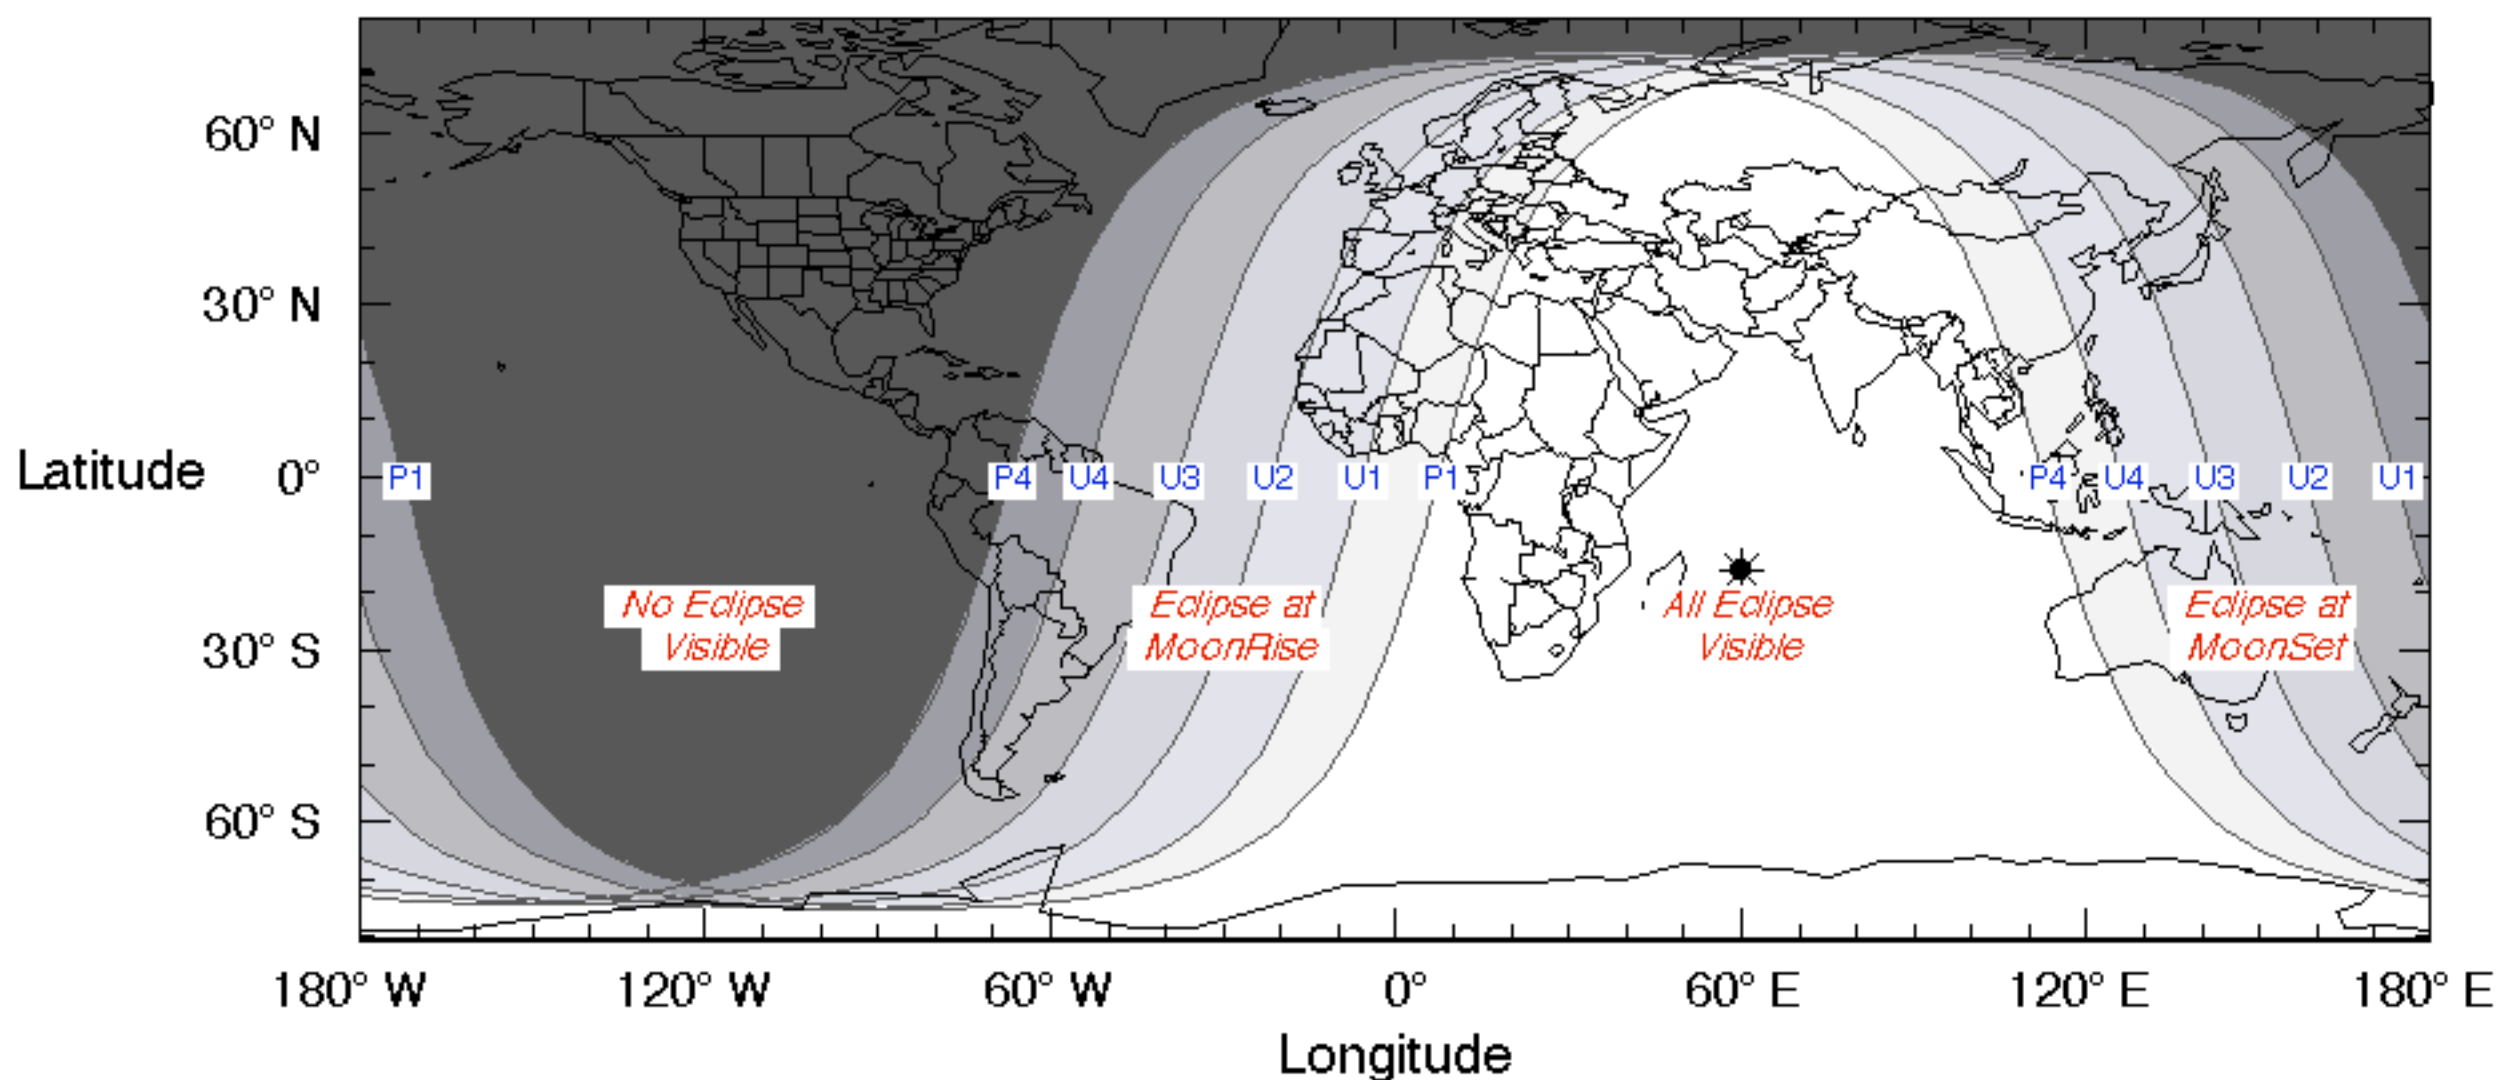 60° N
30° N
Latitude 0°
P1 P4 U4 U3 U2 U1 P1 P4 U4 U3 U2 U1
No Eclipse Eclipse at All Eclipse Eclipse at
Visible MoonRise Visible MoonSet
30° S
60° S
180° W 120° W 60° W 0° 60° E 120° E 180° E
Longitude